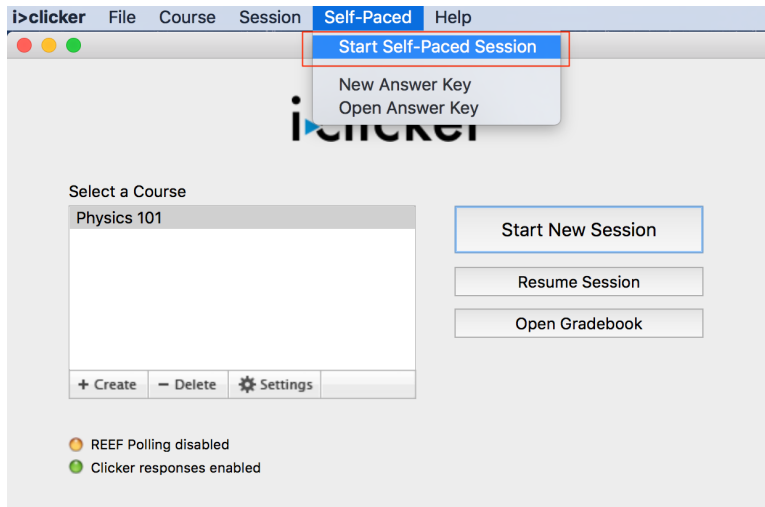 i>clicker File Course Session Self-Paced Help
Start Self-Paced Session
New Answer Key
Open Answer Key
i>clicker
Select a Course
Physics 101
Start New Session
Resume Session
Open Gradebook
+ Create − Delete Settings
REEF Polling disabled
Clicker responses enabled